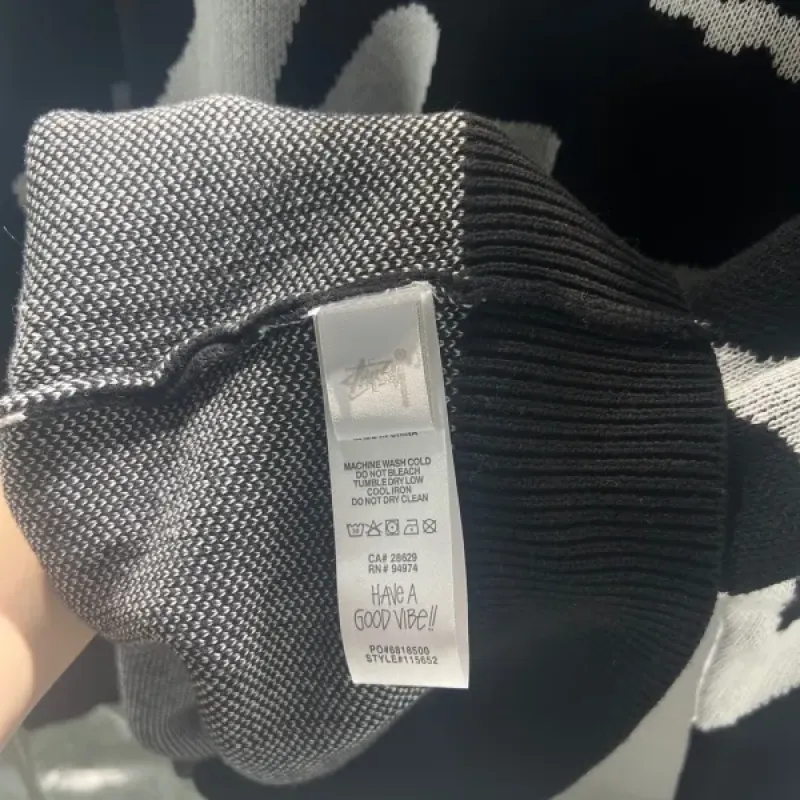 MACHINE WASH COLD
DO NOT BLEACH
TUMBLE DRY LOW
COOL IRON
DO NOT DRY CLEAN
CA# 28629
RN# 94974
HAVE A
GOOD VIBE!!
PO#6818500
STYLE#115652